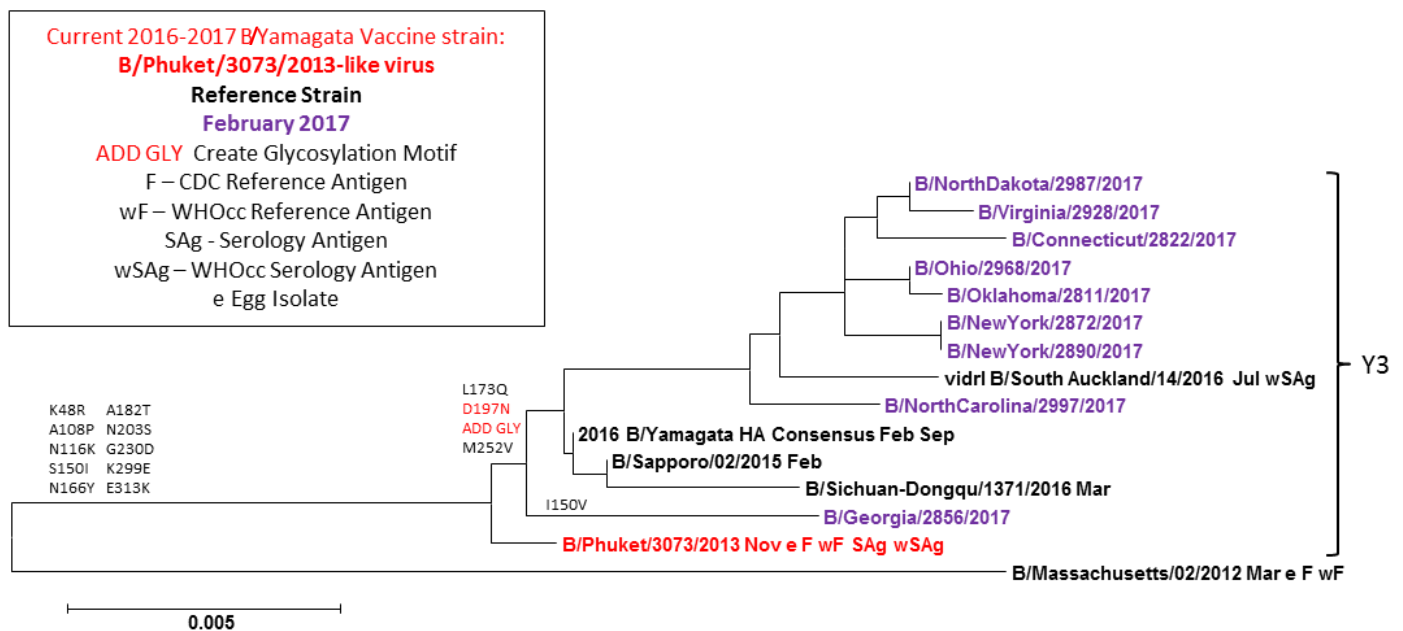 Current 2016-2017 B/Yamagata Vaccine strain:
B/Phuket/3073/2013-like virus
Reference Strain
February 2017
ADD GLY Create Glycosylation Motif
F – CDC Reference Antigen
wF – WHOcc Reference Antigen
SAg - Serology Antigen
wSAg – WHOcc Serology Antigen
e Egg Isolate
B/NorthDakota/2987/2017
B/Virginia/2928/2017
B/Connecticut/2822/2017
B/Ohio/2968/2017
B/Oklahoma/2811/2017
B/NewYork/2872/2017
B/NewYork/2890/2017
Y3
vidrl B/South Auckland/14/2016 Jul wSAg
B/NorthCarolina/2997/2017
L173Q
D197N
ADD GLY
M252V
K48R A182T
A108P N203S
N116K G230D
S150I K299E
N166Y E313K
2016 B/Yamagata HA Consensus Feb Sep
B/Sapporo/02/2015 Feb
B/Sichuan-Dongqu/1371/2016 Mar
I150V
B/Georgia/2856/2017
B/Phuket/3073/2013 Nov e F wF SAg wSAg
B/Massachusetts/02/2012 Mar e F wF
0.005